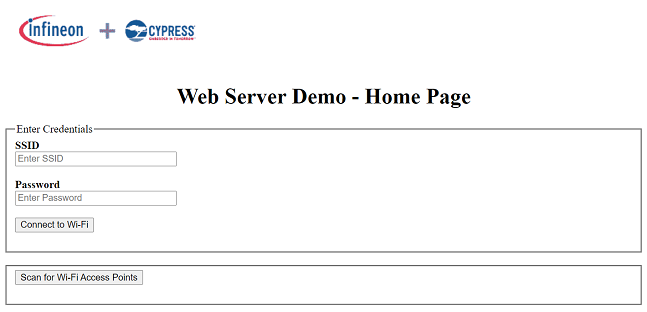 infineon + CYPRESS
EMBEDDED IN TOMORROW
Web Server Demo - Home Page
Enter Credentials
SSID
Enter SSID
Password
Enter Password
Connect to Wi-Fi
Scan for Wi-Fi Access Points